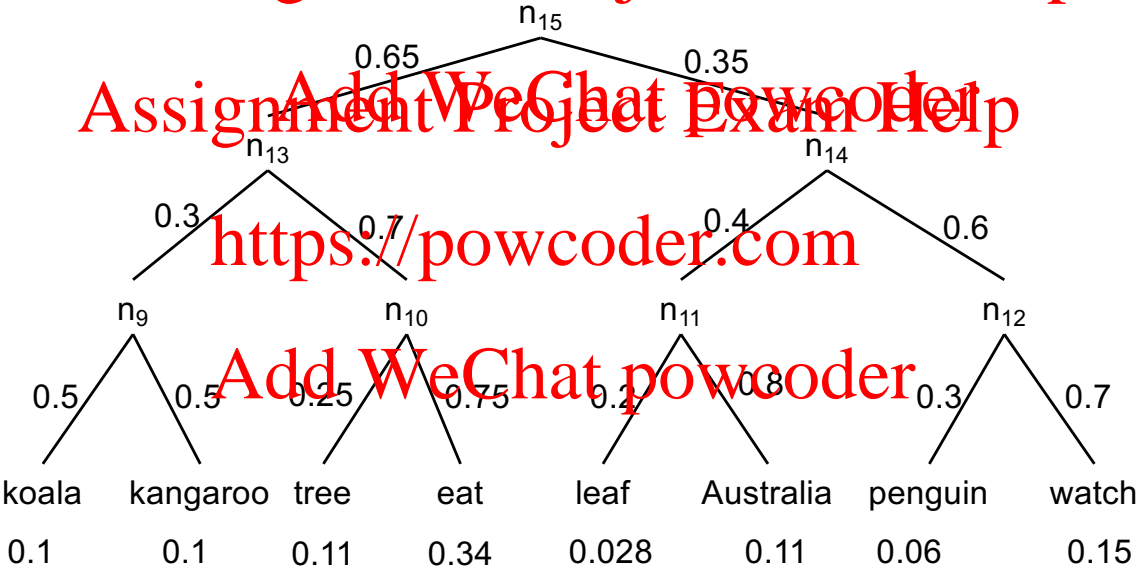 n15
0.65 0.35
Add WeChat powcoder
Assignment Project Exam Help
n13 n14
0.3 0.7 0.4 0.6
https://powcoder.com
n9 n10 n11 n12
Add WeChat powcoder
0.5 0.5 0.25 0.75 0.2 0.8 0.3 0.7
koala kangaroo tree eat leaf Australia penguin watch
0.1 0.1 0.11 0.34 0.028 0.11 0.06 0.15